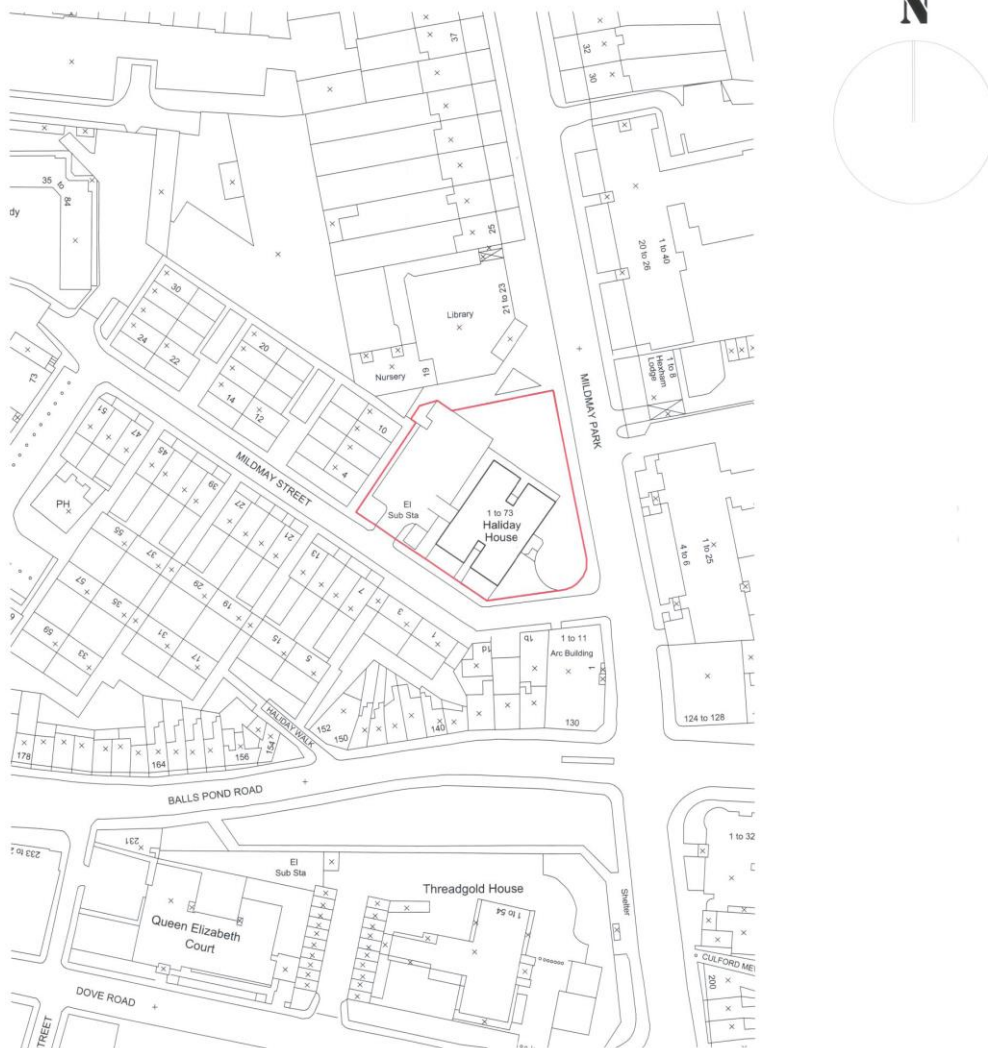 N
37
32
30
35
to
84
dy
25
20 to 26
1 to 40
30
21 to 23
Library
24
22
20
1 to 8
Hexham
Lodge
19
Nursery
73
14
12
10
MILDMAY PARK
51
47
4
45
MILDMAY STREET
39
El
Sub Sta
1 to 73
Haliday
House
PH
27
21
55
37
13
4 to 6
1 to 25
57
29
7
35
19
3
1
59
31
15
1d
1b
1 to 11
Arc Building
1
33
17
5
HALIDAY WALK
152
150
140
130
124 to 128
178
164
156
154
BALLS POND ROAD
231
1 to 32
El
Sub Sta
Threadgold House
1 to 54
Shelter
Queen Elizabeth
Court
CULFORD
200
DOVE ROAD